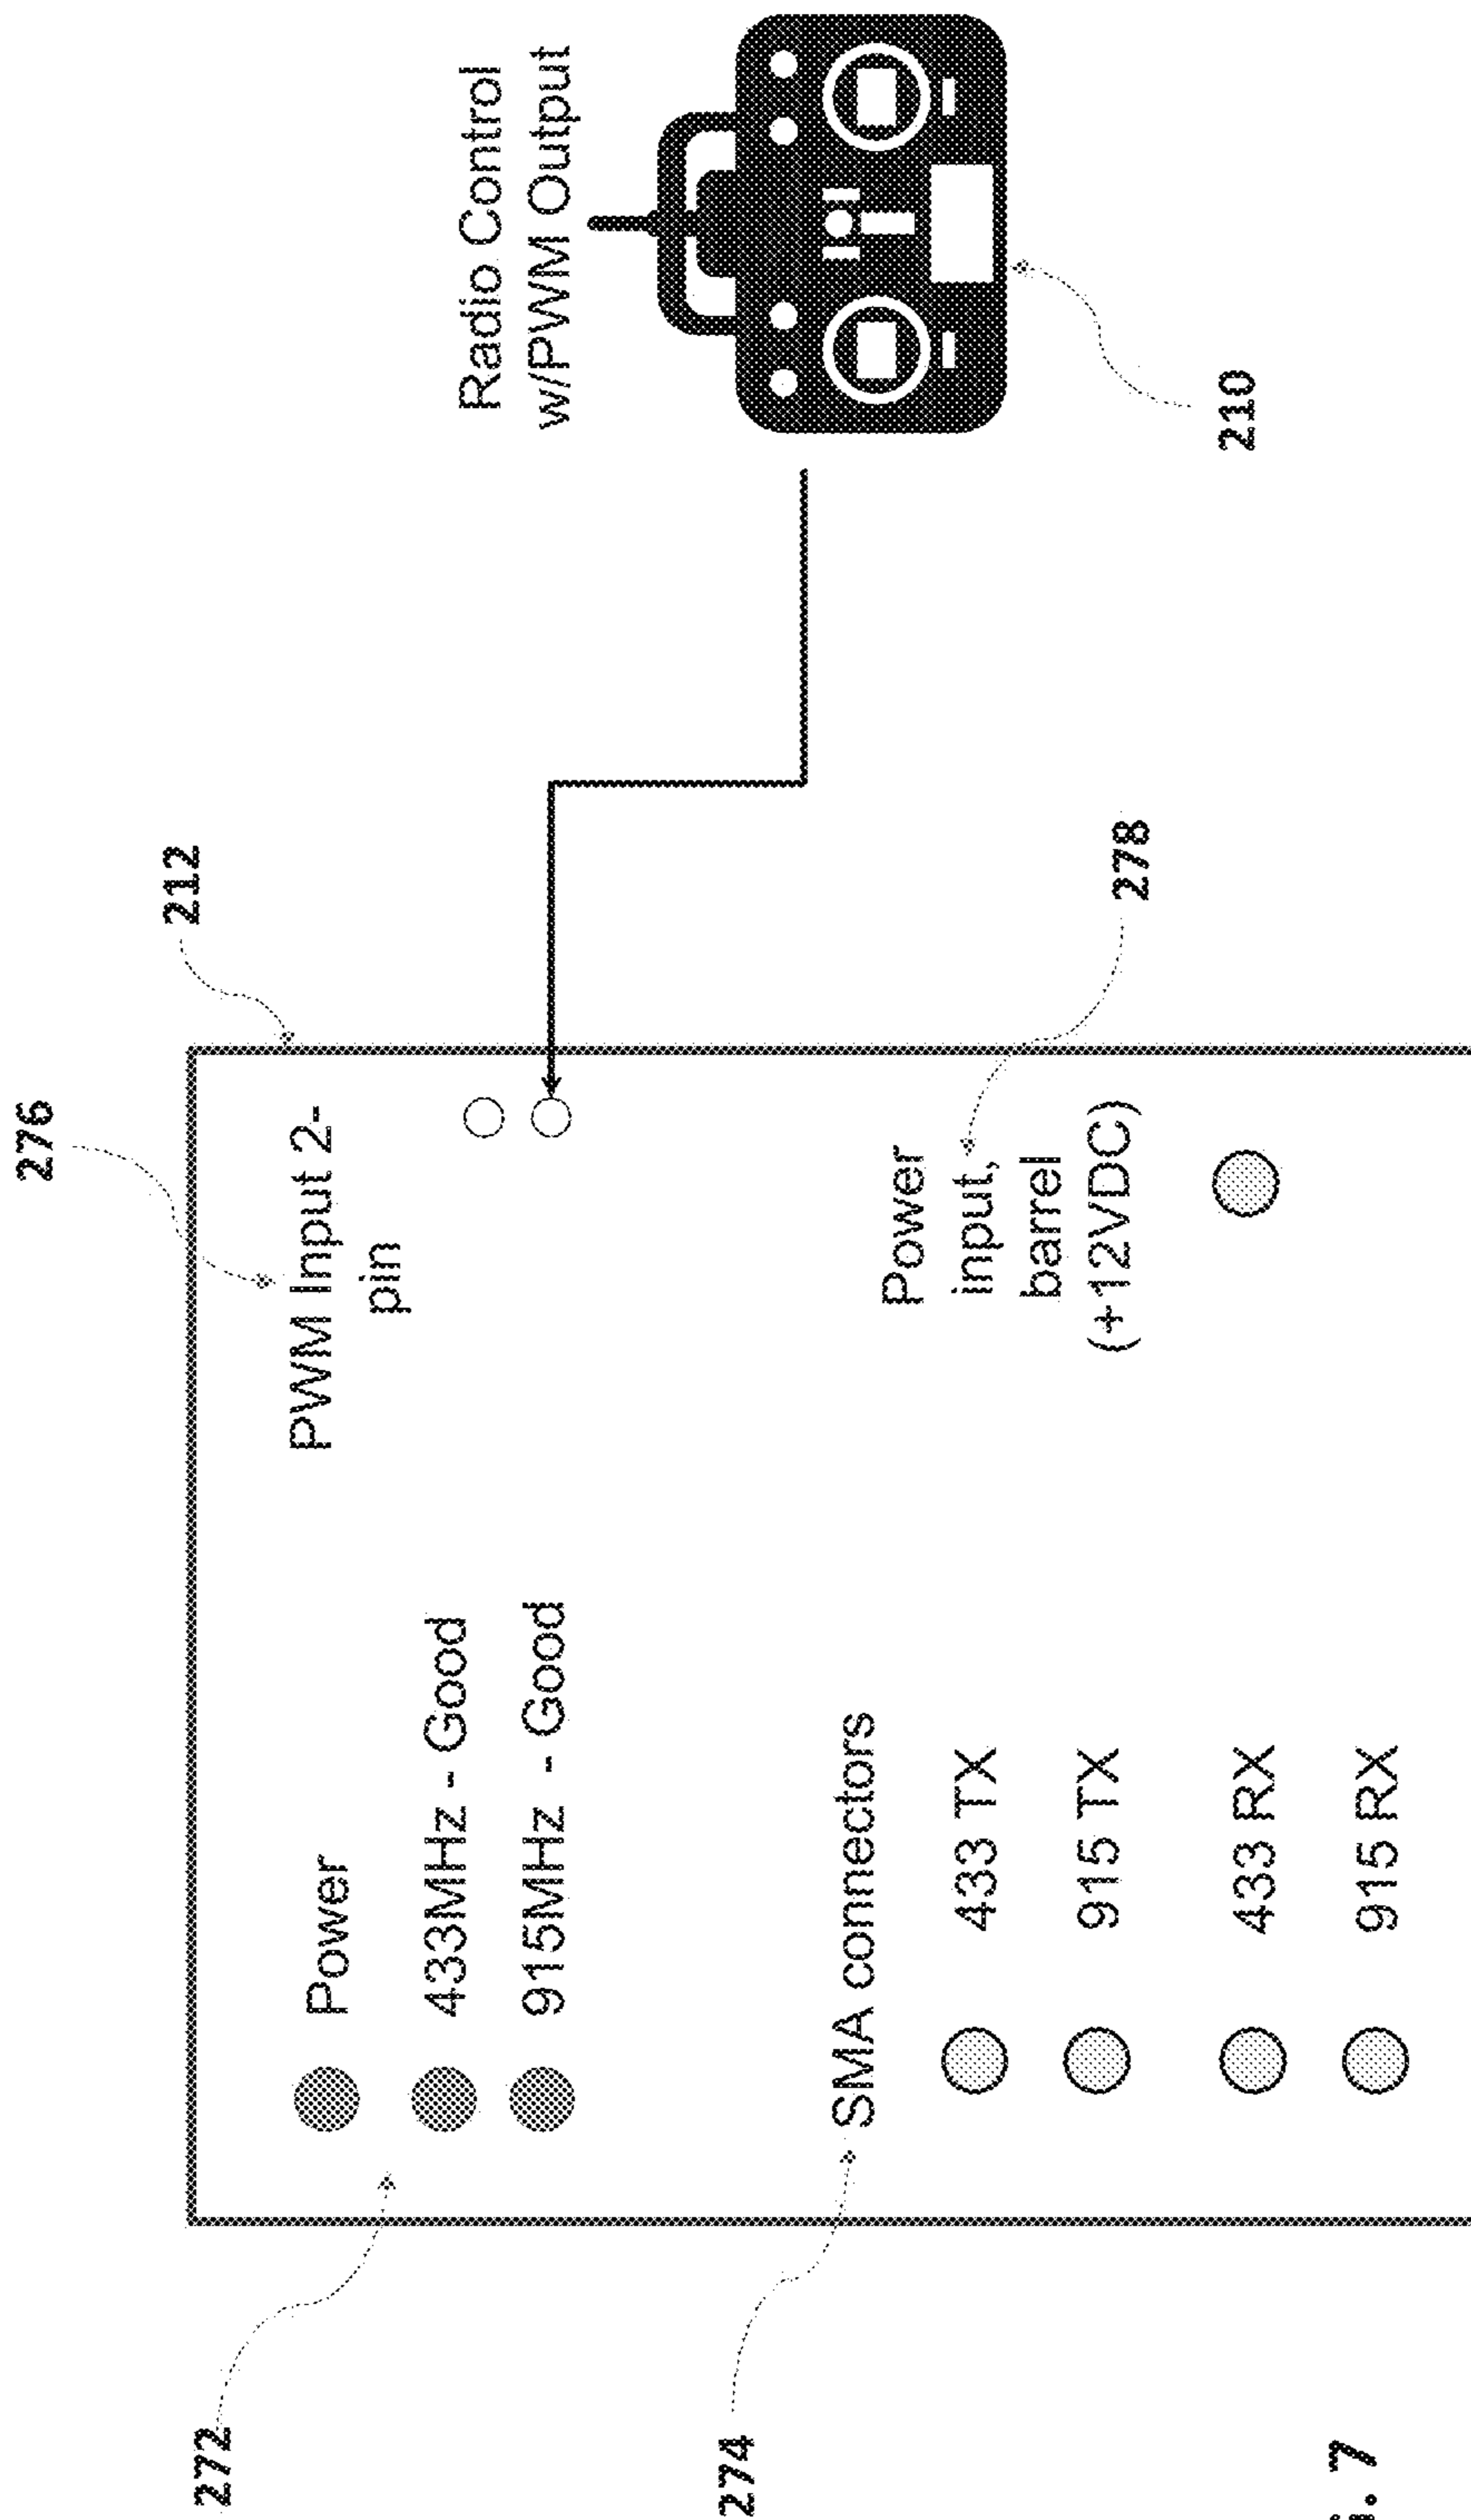 276
212
272
PWM Input 2-
pin
Power
433MHz - Good
915MHz - Good
Radio Control
w/PWM Output
274
SMA connectors
433 TX
915 TX
433 RX
915 RX
Power
input,
barrel
(+12VDC)
278
210
. 7